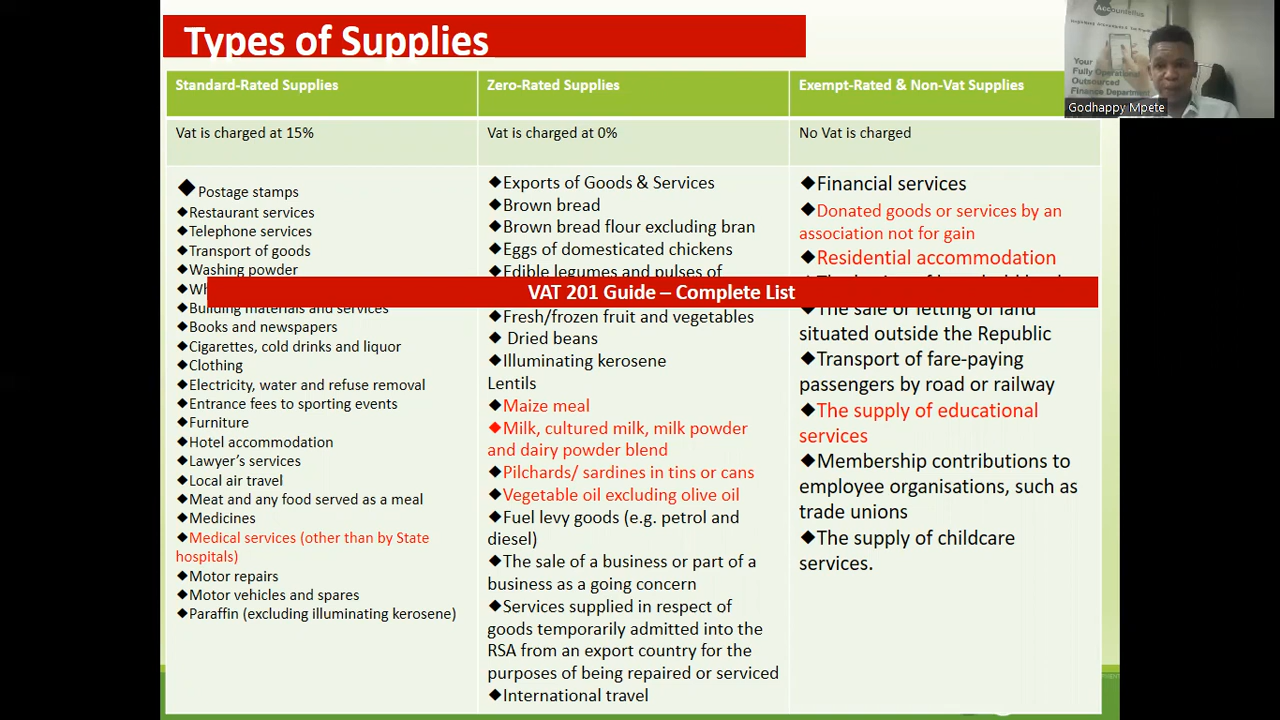 Types of Supplies
Standard-Rated Supplies
Vat is charged at 15%
◆ Postage stamps
◆Restaurant services
◆Telephone services
◆Transport of goods
◆Washing powder
◆Building materials and services
◆Books and newspapers
◆Cigarettes, cold drinks and liquor
◆Clothing
◆Electricity, water and refuse removal
◆Entrance fees to sporting events
◆Furniture
◆Hotel accommodation
◆Lawyer's services
◆Local air travel
◆Meat and any food served as a meal
◆Medicines
◆Medical services (other than by State
hospitals)
◆Motor repairs
◆Motor vehicles and spares
◆Paraffin (excluding illuminating kerosene)
Zero-Rated Supplies
Vat is charged at 0%
◆Exports of Goods & Services
◆Brown bread
◆Brown bread flour excluding bran
◆Eggs of domesticated chickens
◆Edible legumes and pulses of
VAT 201 Guide – Complete List
Fresh/frozen fruit and vegetables
◆ Dried beans
◆Illuminating kerosene
Lentils
◆Maize meal
◆Milk, cultured milk, milk powder
and dairy powder blend
◆Pilchards/ sardines in tins or cans
◆Vegetable oil excluding olive oil
◆Fuel levy goods (e.g. petrol and
diesel)
◆The sale of a business or part of a
business as a going concern
◆Services supplied in respect of
goods temporarily admitted into the
RSA from an export country for the
purposes of being repaired or serviced
◆International travel
Exempt-Rated & Non-Vat Supplies
No Vat is charged
◆Financial services
◆Donated goods or services by an
association not for gain
◆Residential accommodation
The sale or letting of land
situated outside the Republic
◆Transport of fare-paying
passengers by road or railway
◆The supply of educational
services
◆Membership contributions to
employee organisations, such as
trade unions
◆The supply of childcare
services.
Your
Fully Operational
Outsourced
Finance Department
Godhappy Mpete